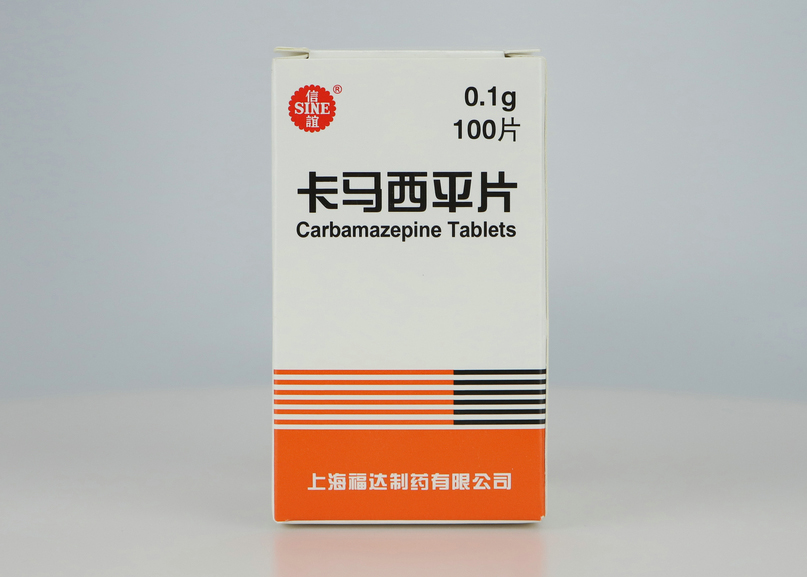 信
SINE
誼
®
0.1g
100片
卡马西平片
Carbamazepine Tablets
上海福达制药有限公司